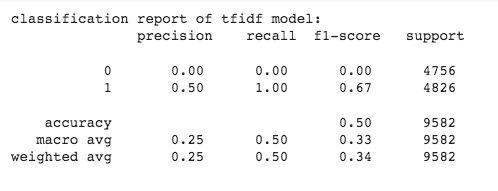 classification report of tfidf model:
precision recall f1-score support
0 0.00 0.00 0.00 4756
1 0.50 1.00 0.67 4826
accuracy 0.50 9582
macro avg 0.25 0.50 0.33 9582
weighted avg 0.25 0.50 0.34 9582